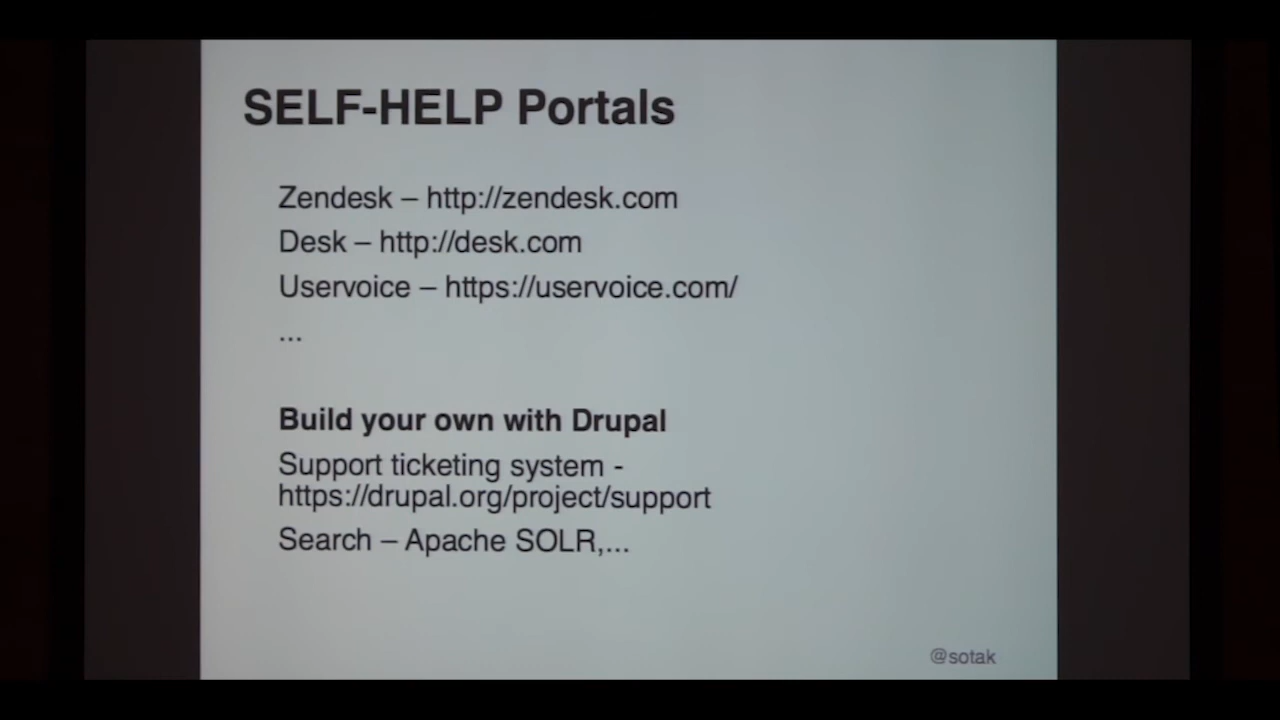 SELF-HELP Portals
Zendesk – http://zendesk.com
Desk – http://desk.com
Uservoice – https://uservoice.com/
...
Build your own with Drupal
Support ticketing system -
https://drupal.org/project/support
Search – Apache SOLR,...
@sotak